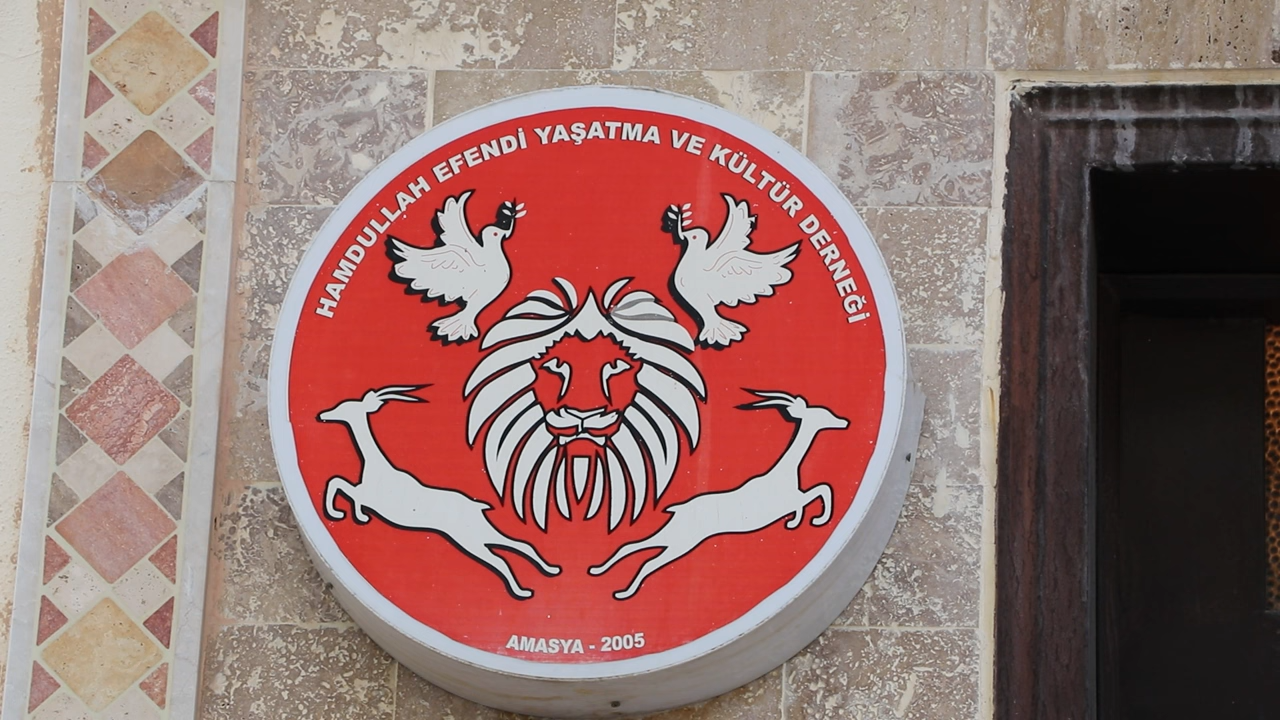 HAMDULLAH EFENDİ YAŞATMA VE KÜLTÜR DERNEĞİ
AMASYA - 2005